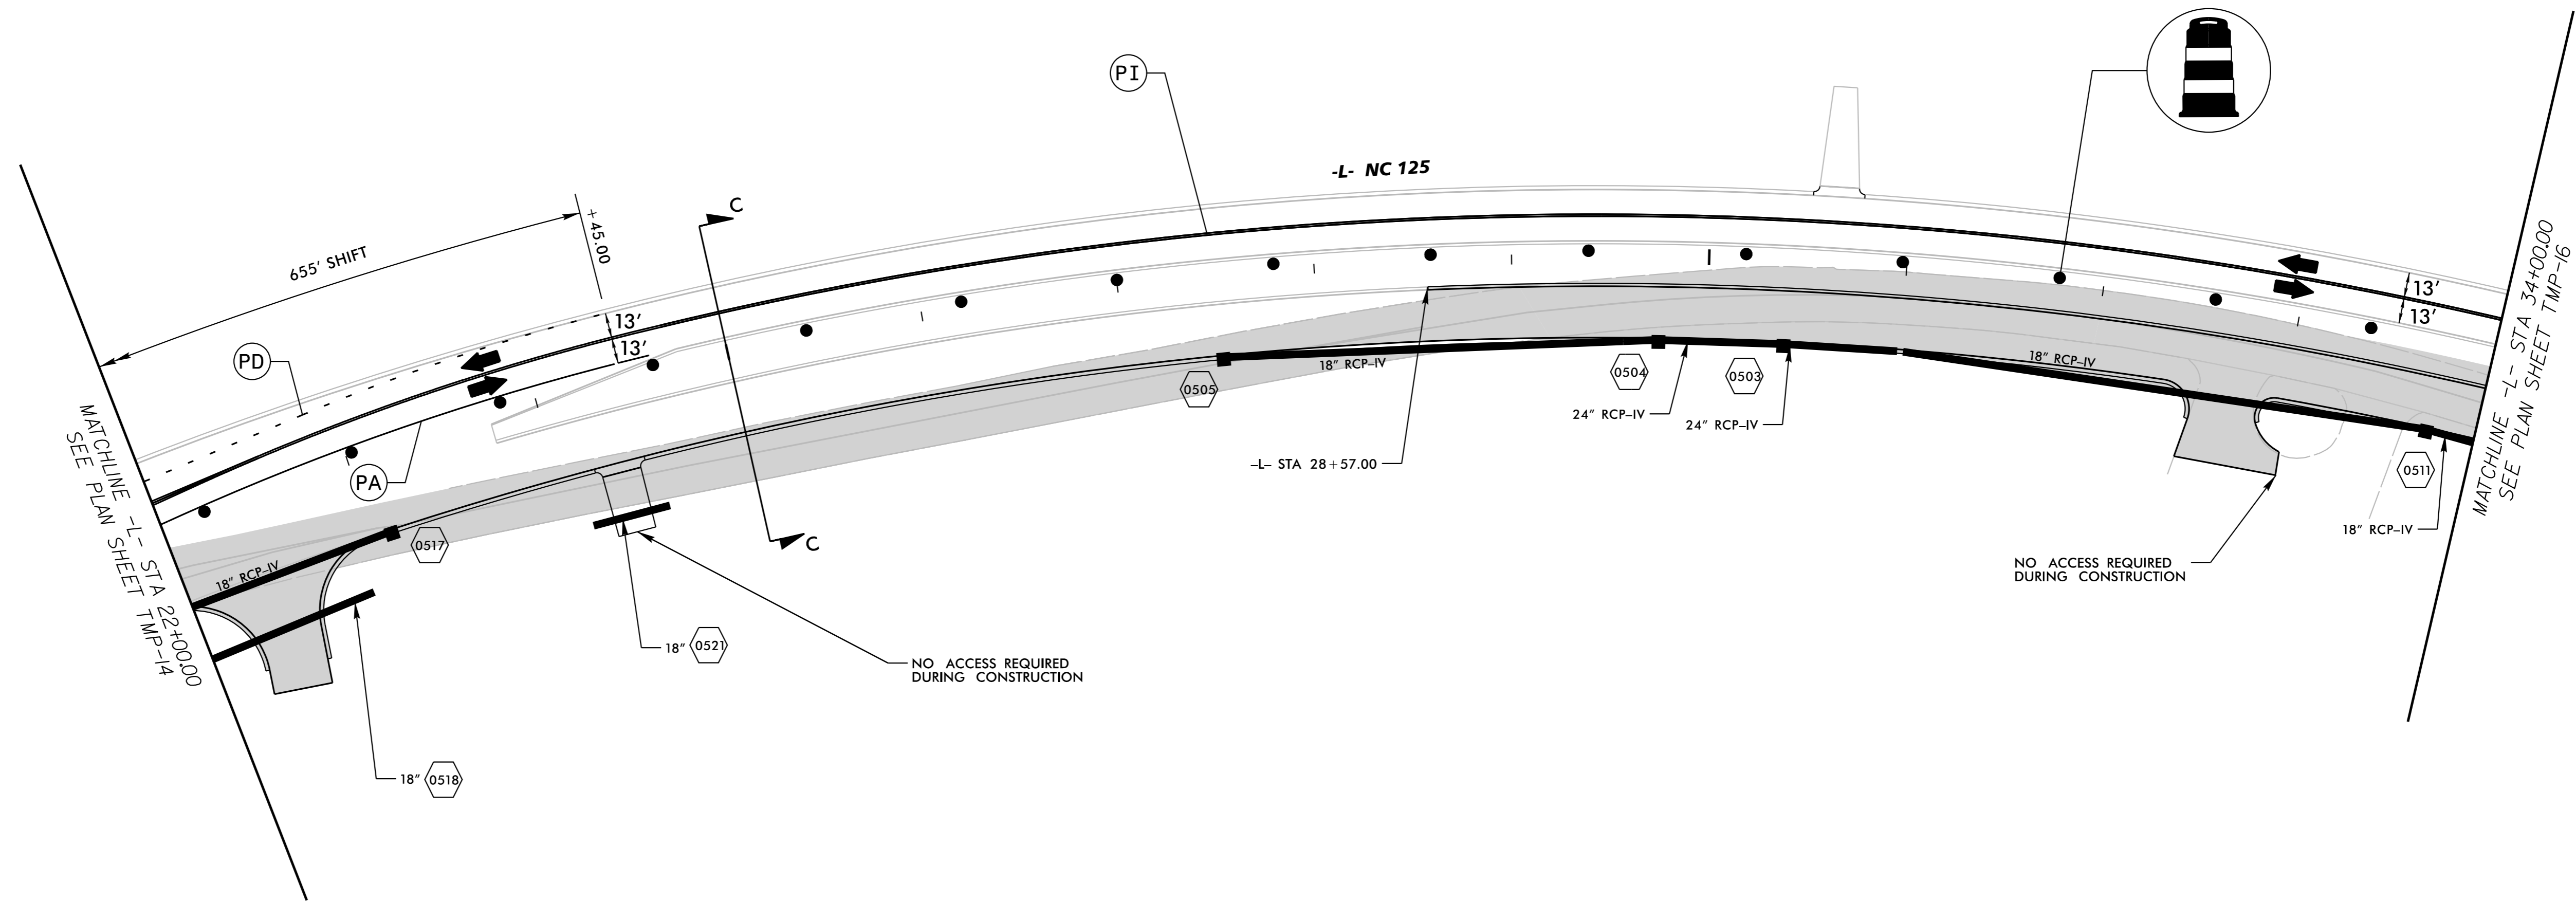 PI
-L- NC 125
C
+45.00
655' SHIFT
13'
13'
PD
PA
13'
13'
MATCHLINE -L- STA 34+00.00
SEE PLAN SHEET TMP-16
18" RCP-IV
0505
0504
0503
18" RCP-IV
24" RCP-IV
24" RCP-IV
-L- STA 28+57.00
0511
18" RCP-IV
NO ACCESS REQUIRED
DURING CONSTRUCTION
MATCHLINE -L- STA 22+00.00
SEE PLAN SHEET TMP-14
18" RCP-IV
0517
C
18" 0521
NO ACCESS REQUIRED
DURING CONSTRUCTION
18" 0518